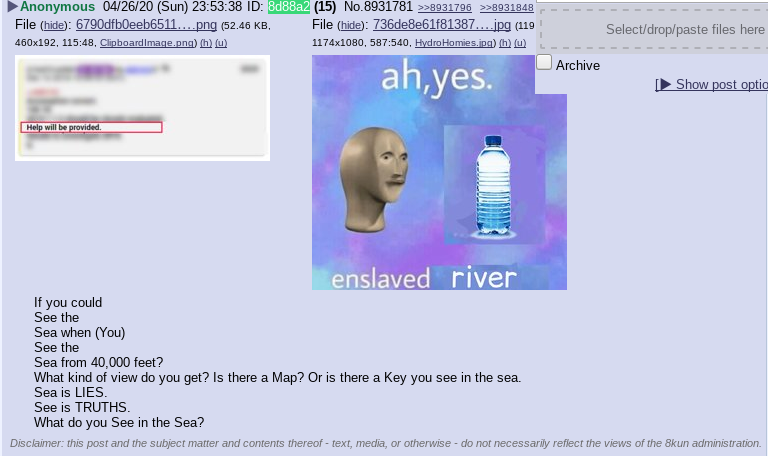 ▶Anonymous 04/26/20 (Sun) 23:53:38 ID: 8d88a2 (15) No.8931781 >>8931796 >>8931848
File (hide): 6790dfb0eeb6511….png (52.46 KB, 460x192, 115:48, ClipboardImage.png) (h) (u)
File (hide): 736de8e61f81387….jpg (119
1174x1080, 587:540, HydroHomies.jpg) (h) (u)
Select/drop/paste files here
Archive
[▶ Show post optio
Help will be provided.
ah,yes.
enslaved river
If you could
See the
Sea when (You)
See the
Sea from 40,000 feet?
What kind of view do you get? Is there a Map? Or is there a Key you see in the sea.
Sea is LIES.
See is TRUTHS.
What do you See in the Sea?
Disclaimer: this post and the subject matter and contents thereof - text, media, or otherwise - do not necessarily reflect the views of the 8kun administration.